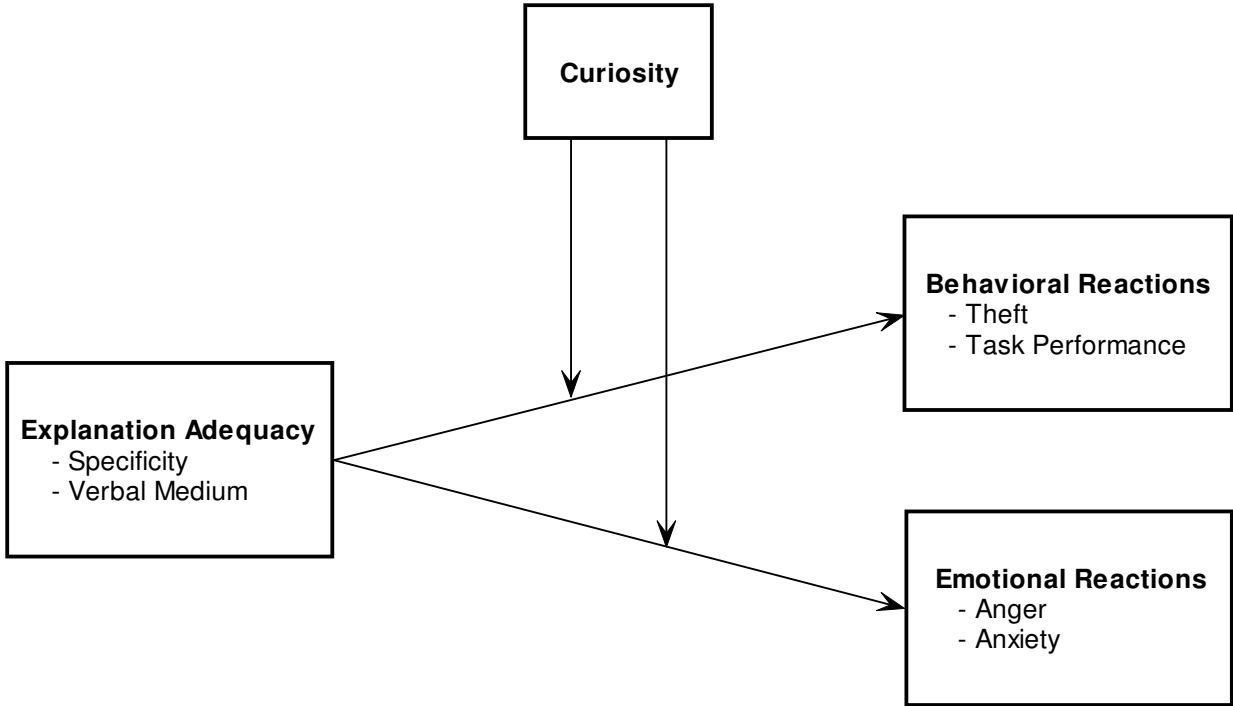 Curiosity
Behavioral Reactions
- Theft
- Task Performance
Explanation Adequacy
- Specificity
- Verbal Medium
Emotional Reactions
- Anger
- Anxiety